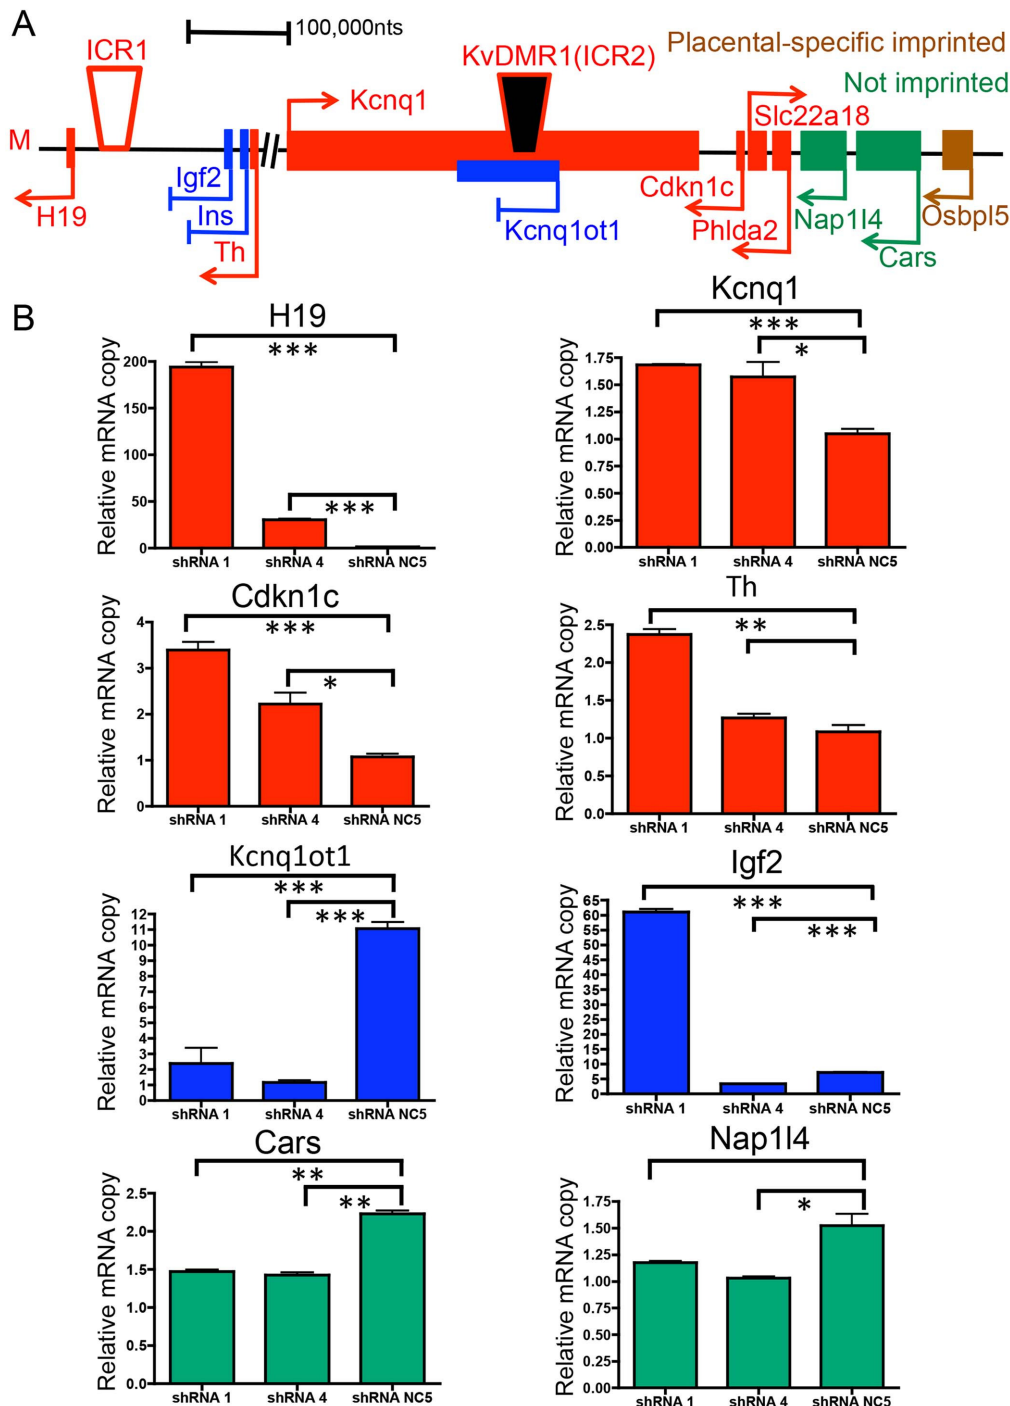 A
100,000nts
ICR1
KvDMR1(ICR2)
Placental-specific imprinted
Not imprinted
Kcnq1
Slc22a18
M
Igf2
Ins
Th
H19
Kcnq1ot1
Cdkn1c
Phlda2
Nap1l4
Cars
Osbpl5
B
H19
***
***
Relative mRNA copy
200
150
100
50
0
shRNA 1
shRNA 4
shRNA NC5
Kcnq1
***
*
Relative mRNA copy
1.75
1.50
1.25
1.00
0.75
0.50
0.25
0.00
shRNA 1
shRNA 4
shRNA NC5
Cdkn1c
***
*
Relative mRNA copy
4
3
2
1
0
shRNA 1
shRNA 4
shRNA NC5
Th
**
Relative mRNA copy
2.5
2.0
1.5
1.0
0.5
0.0
shRNA 1
shRNA 4
shRNA NC5
Kcnq1ot1
***
***
Relative mRNA copy
12
11
10
9
8
7
6
5
4
3
2
1
0
shRNA 1
shRNA 4
shRNA NC5
Igf2
***
***
Relative mRNA copy
65
60
55
50
45
40
35
30
25
20
15
10
5
0
shRNA 1
shRNA 4
shRNA NC5
Cars
**
**
Relative mRNA copy
2.5
2.0
1.5
1.0
0.5
0.0
shRNA 1
shRNA 4
shRNA NC5
Nap1l4
*
Relative mRNA copy
1.75
1.50
1.25
1.00
0.75
0.50
0.25
0.00
shRNA 1
shRNA 4
shRNA NC5